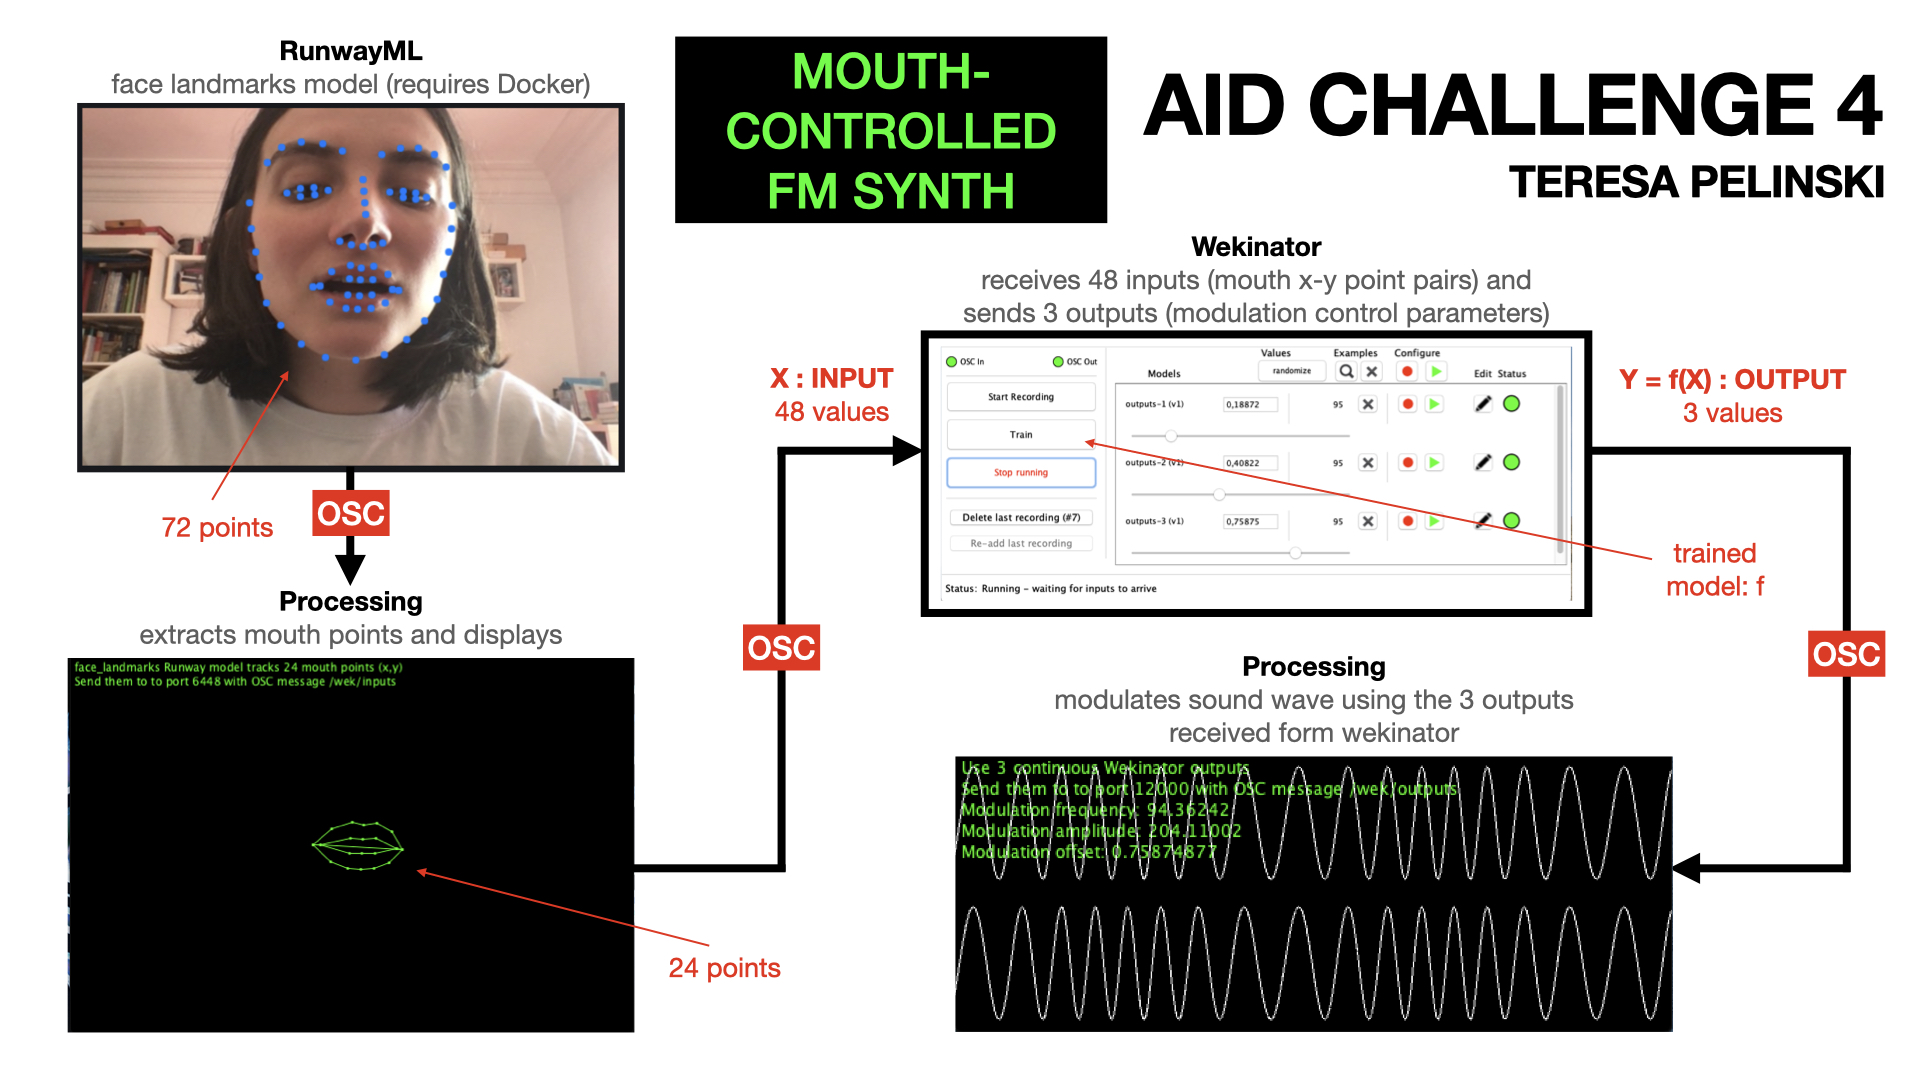 RunwayML
face landmarks model (requires Docker)
72 points
OSC
Processing
extracts mouth points and displays
face_landmarks Runway model tracks 24 mouth points (x,y)
Send them to to port 6448 with OSC message /wek/inputs
24 points
MOUTH-
CONTROLLED
FM SYNTH
AID CHALLENGE 4
TERESA PELINSKI
X : INPUT
48 values
OSC
Wekinator
receives 48 inputs (mouth x-y point pairs) and
sends 3 outputs (modulation control parameters)
OSC In OSC Out
Start Recording
Train
Stop running
Delete last recording (#7)
Re-add last recording
Values Examples Configure
Models randomize Edit Status
outputs-1 (v1) 0,18872 95
outputs-2 (v1) 0,40822 95
outputs-3 (v1) 0,75875 95
Status: Running - waiting for inputs to arrive
trained
model: f
Y = f(X) : OUTPUT
3 values
OSC
Processing
modulates sound wave using the 3 outputs
received form wekinator
Use 3 continuous Wekinator outputs
Send them to to port 12000 with OSC message /wek/outputs
Modulation frequency: 94.36242
Modulation amplitude: 204.11002
Modulation offset: 0.75874877